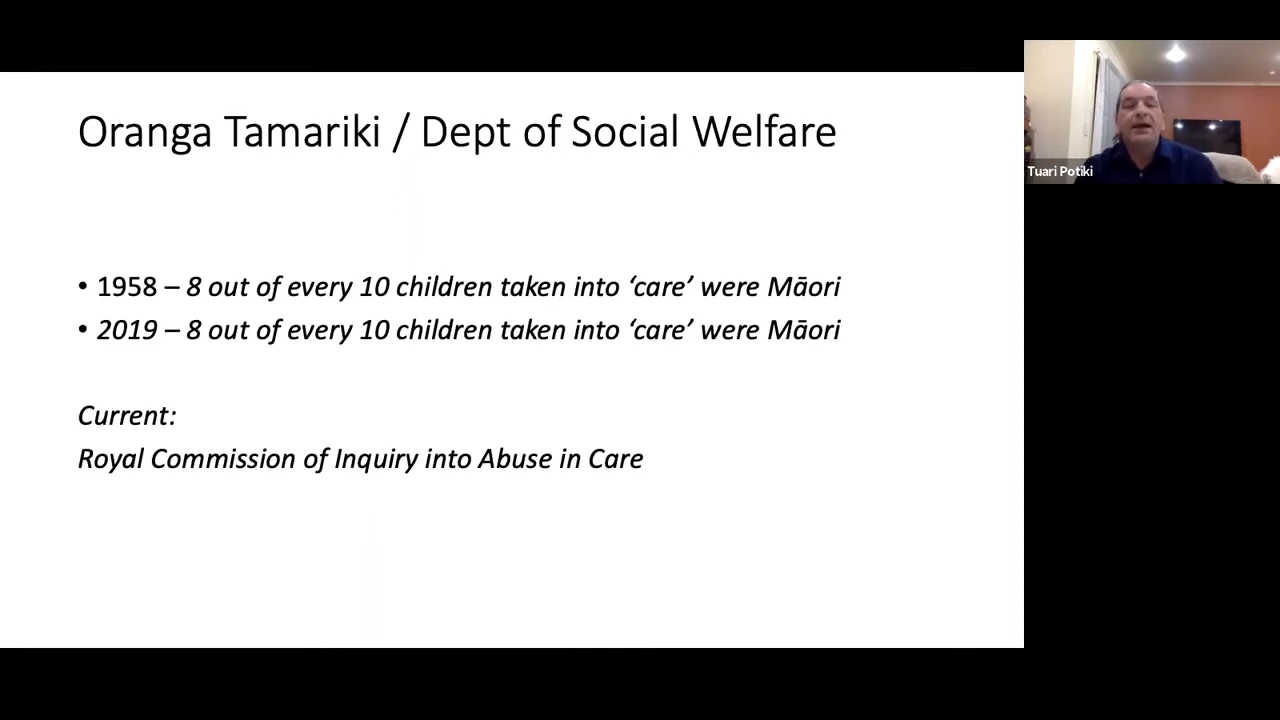 Oranga Tamariki / Dept of Social Welfare
• 1958 – 8 out of every 10 children taken into ‘care’ were Māori
• 2019 – 8 out of every 10 children taken into ‘care’ were Māori
Current:
Royal Commission of Inquiry into Abuse in Care
Tuari Potiki